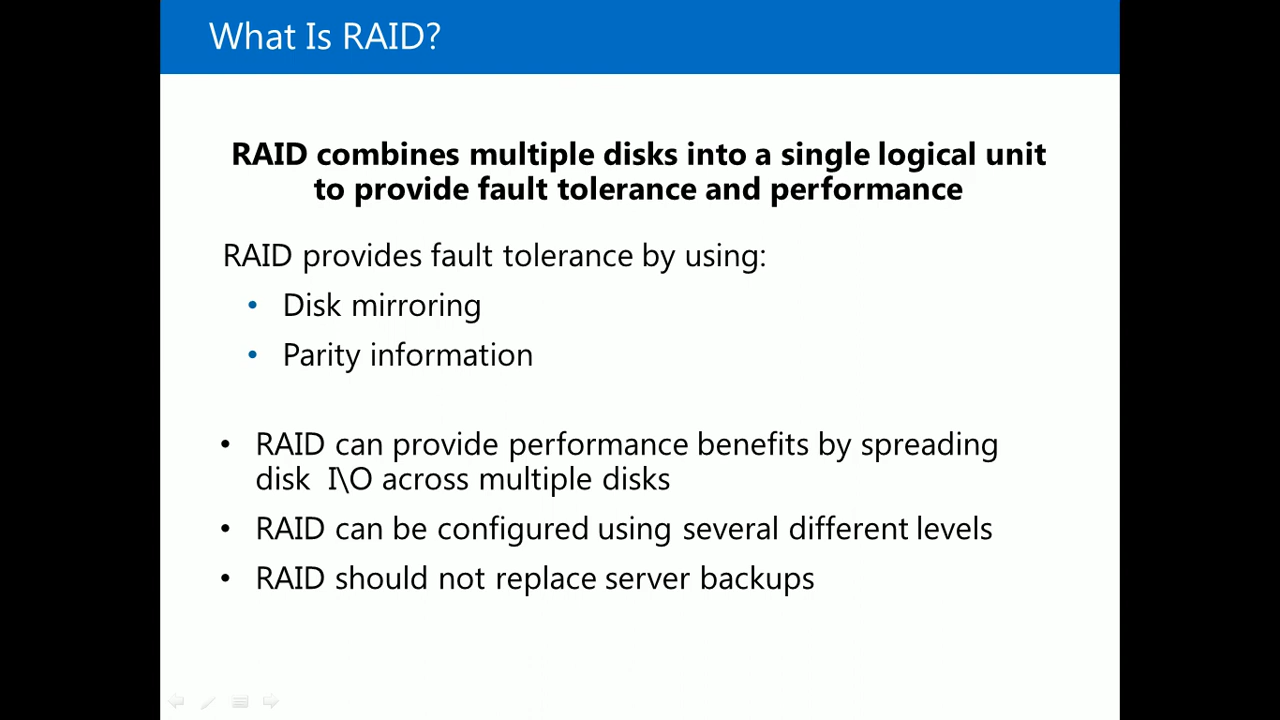 What Is RAID?
RAID combines multiple disks into a single logical unit
to provide fault tolerance and performance
RAID provides fault tolerance by using:
• Disk mirroring
• Parity information
• RAID can provide performance benefits by spreading
disk I\O across multiple disks
• RAID can be configured using several different levels
• RAID should not replace server backups